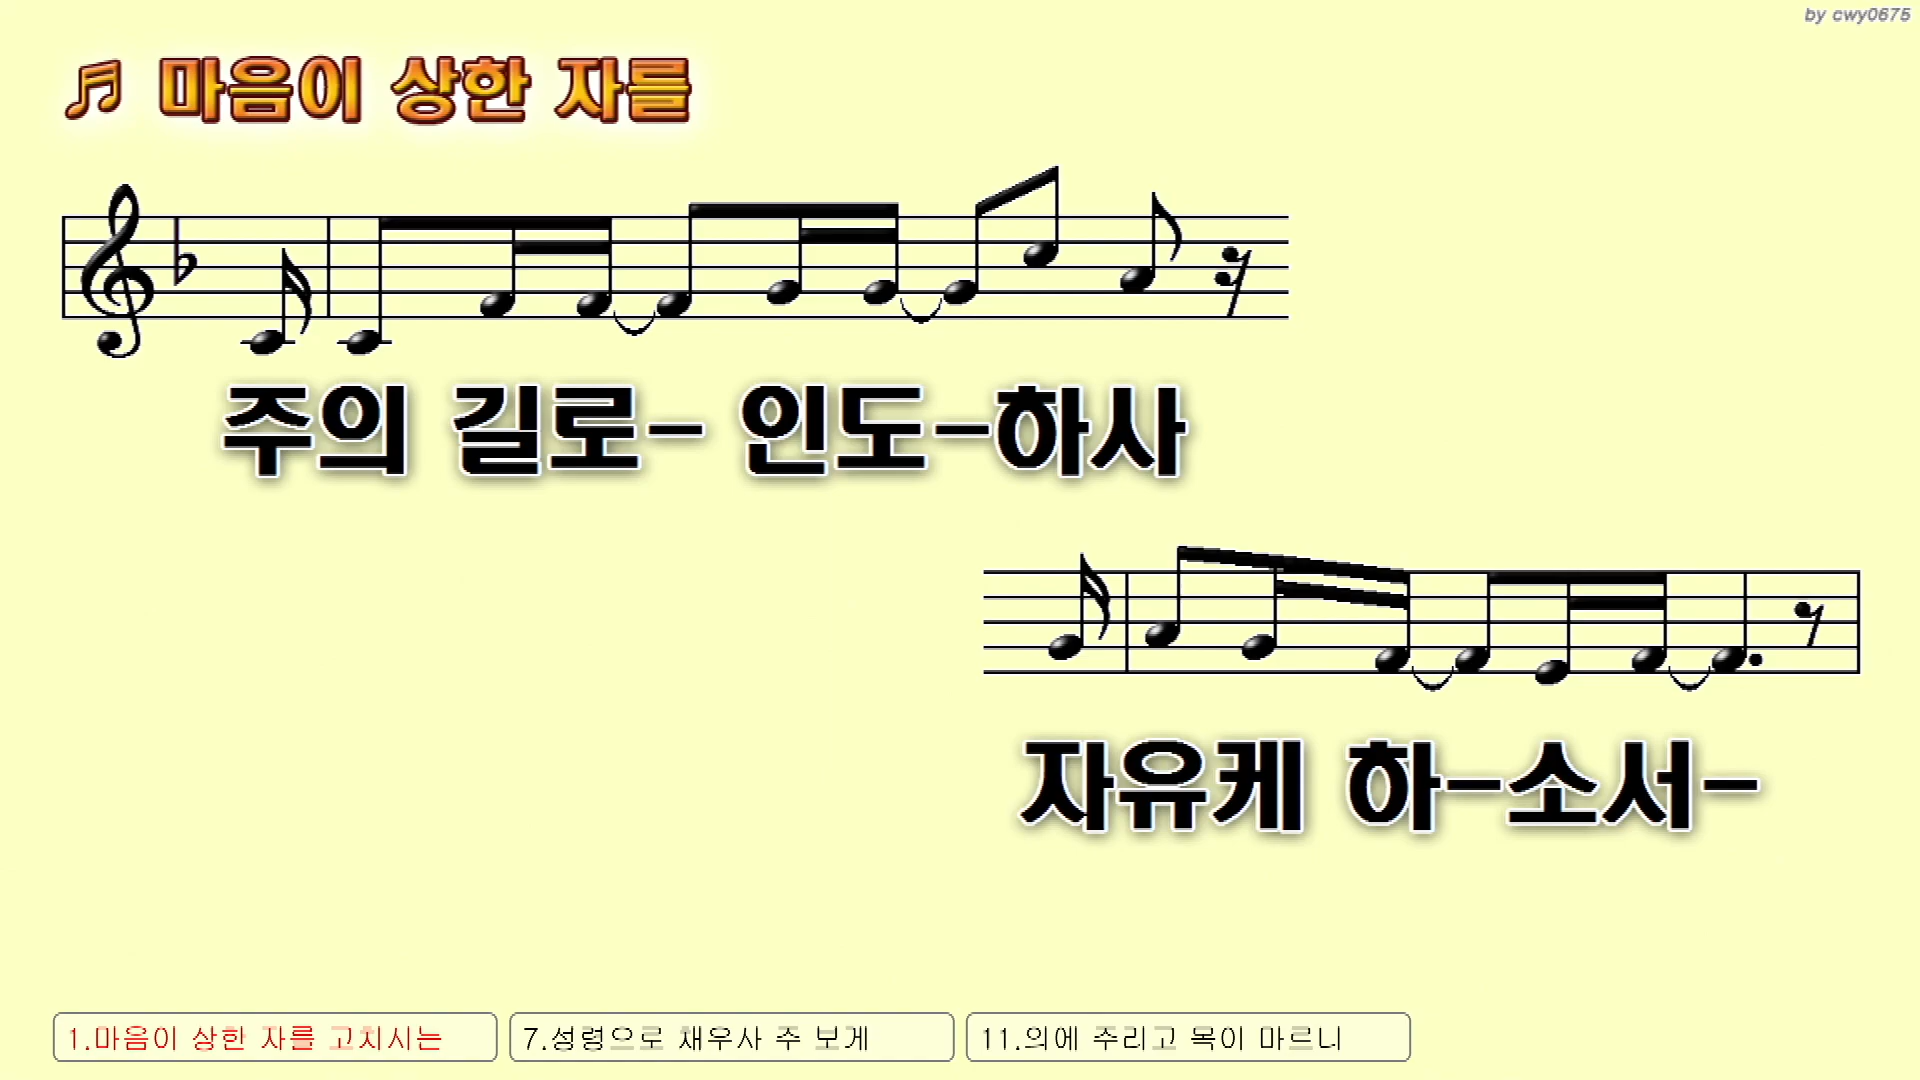 by cwy0675
♬ 마음이 상한 자를
주의 길로- 인도-하사
자유케 하-소서-
1.마음이 상한 자를 고치시는
7.성령으로 채우사 주 보게
11.의에 주리고 목이 마르니